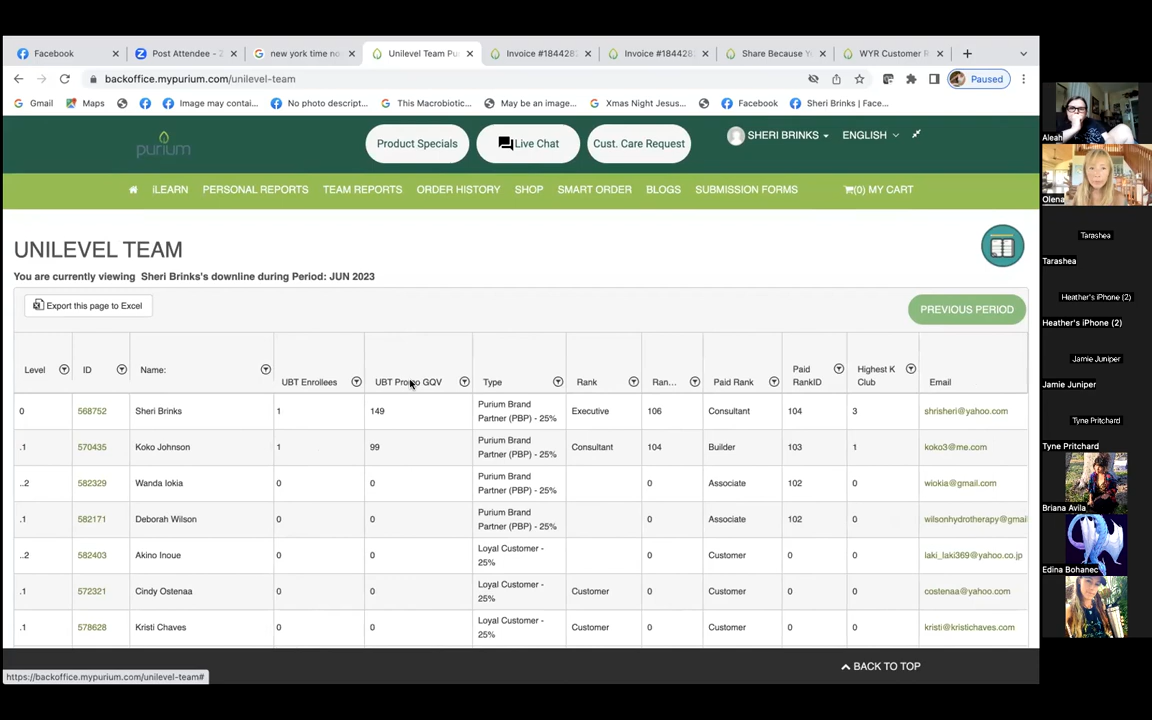 Facebook
Post Attendee - Z
new york time no
Unilevel Team Pu
Invoice #1844282
Invoice #1844282
Share Because Y
WYR Customer R
backoffice.mypurium.com/unilevel-team
Paused
Gmail
Maps
Image may contai...
No photo descript...
This Macrobiotic...
May be an image...
Xmas Night Jesus...
Facebook
Sheri Brinks | Face...
purium
Product Specials
Live Chat
Cust. Care Request
SHERI BRINKS
ENGLISH
iLEARN PERSONAL REPORTS TEAM REPORTS ORDER HISTORY SHOP SMART ORDER BLOGS SUBMISSION FORMS (0) MY CART
UNILEVEL TEAM
You are currently viewing Sheri Brinks's downline during Period: JUN 2023
Export this page to Excel
PREVIOUS PERIOD
Level ID Name: UBT Enrollees UBT Promo GQV Type Rank Ran... Paid Rank Paid RankID Highest K Club Email
0 568752 Sheri Brinks 1 149 Purium Brand Partner (PBP) - 25% Executive 106 Consultant 104 3 shrisheri@yahoo.com
.1 570435 Koko Johnson 1 99 Purium Brand Partner (PBP) - 25% Consultant 104 Builder 103 1 koko3@me.com
..2 582329 Wanda Iokia 0 0 Purium Brand Partner (PBP) - 25% 0 Associate 102 0 wiokia@gmail.com
.1 582171 Deborah Wilson 0 0 Purium Brand Partner (PBP) - 25% 0 Associate 102 0 wilsonhydrotherapy@gmai
..2 582403 Akino Inoue 0 0 Loyal Customer - 25% 0 Customer 0 0 laki_laki369@yahoo.co.jp
.1 572321 Cindy Ostenaa 0 0 Loyal Customer - 25% Customer 0 Customer 0 0 costenaa@yahoo.com
.1 578628 Kristi Chaves 0 0 Loyal Customer - 25% Customer 0 Customer 0 0 kristi@kristichaves.com
BACK TO TOP
https://backoffice.mypurium.com/unilevel-team#
Aleah
Olena
Tarashea
Tarashea
Heather's iPhone (2)
Heather's iPhone (2)
Jamie Juniper
Jamie Juniper
Tyne Pritchard
Tyne Pritchard
Briana Avila
Edina Bohanec